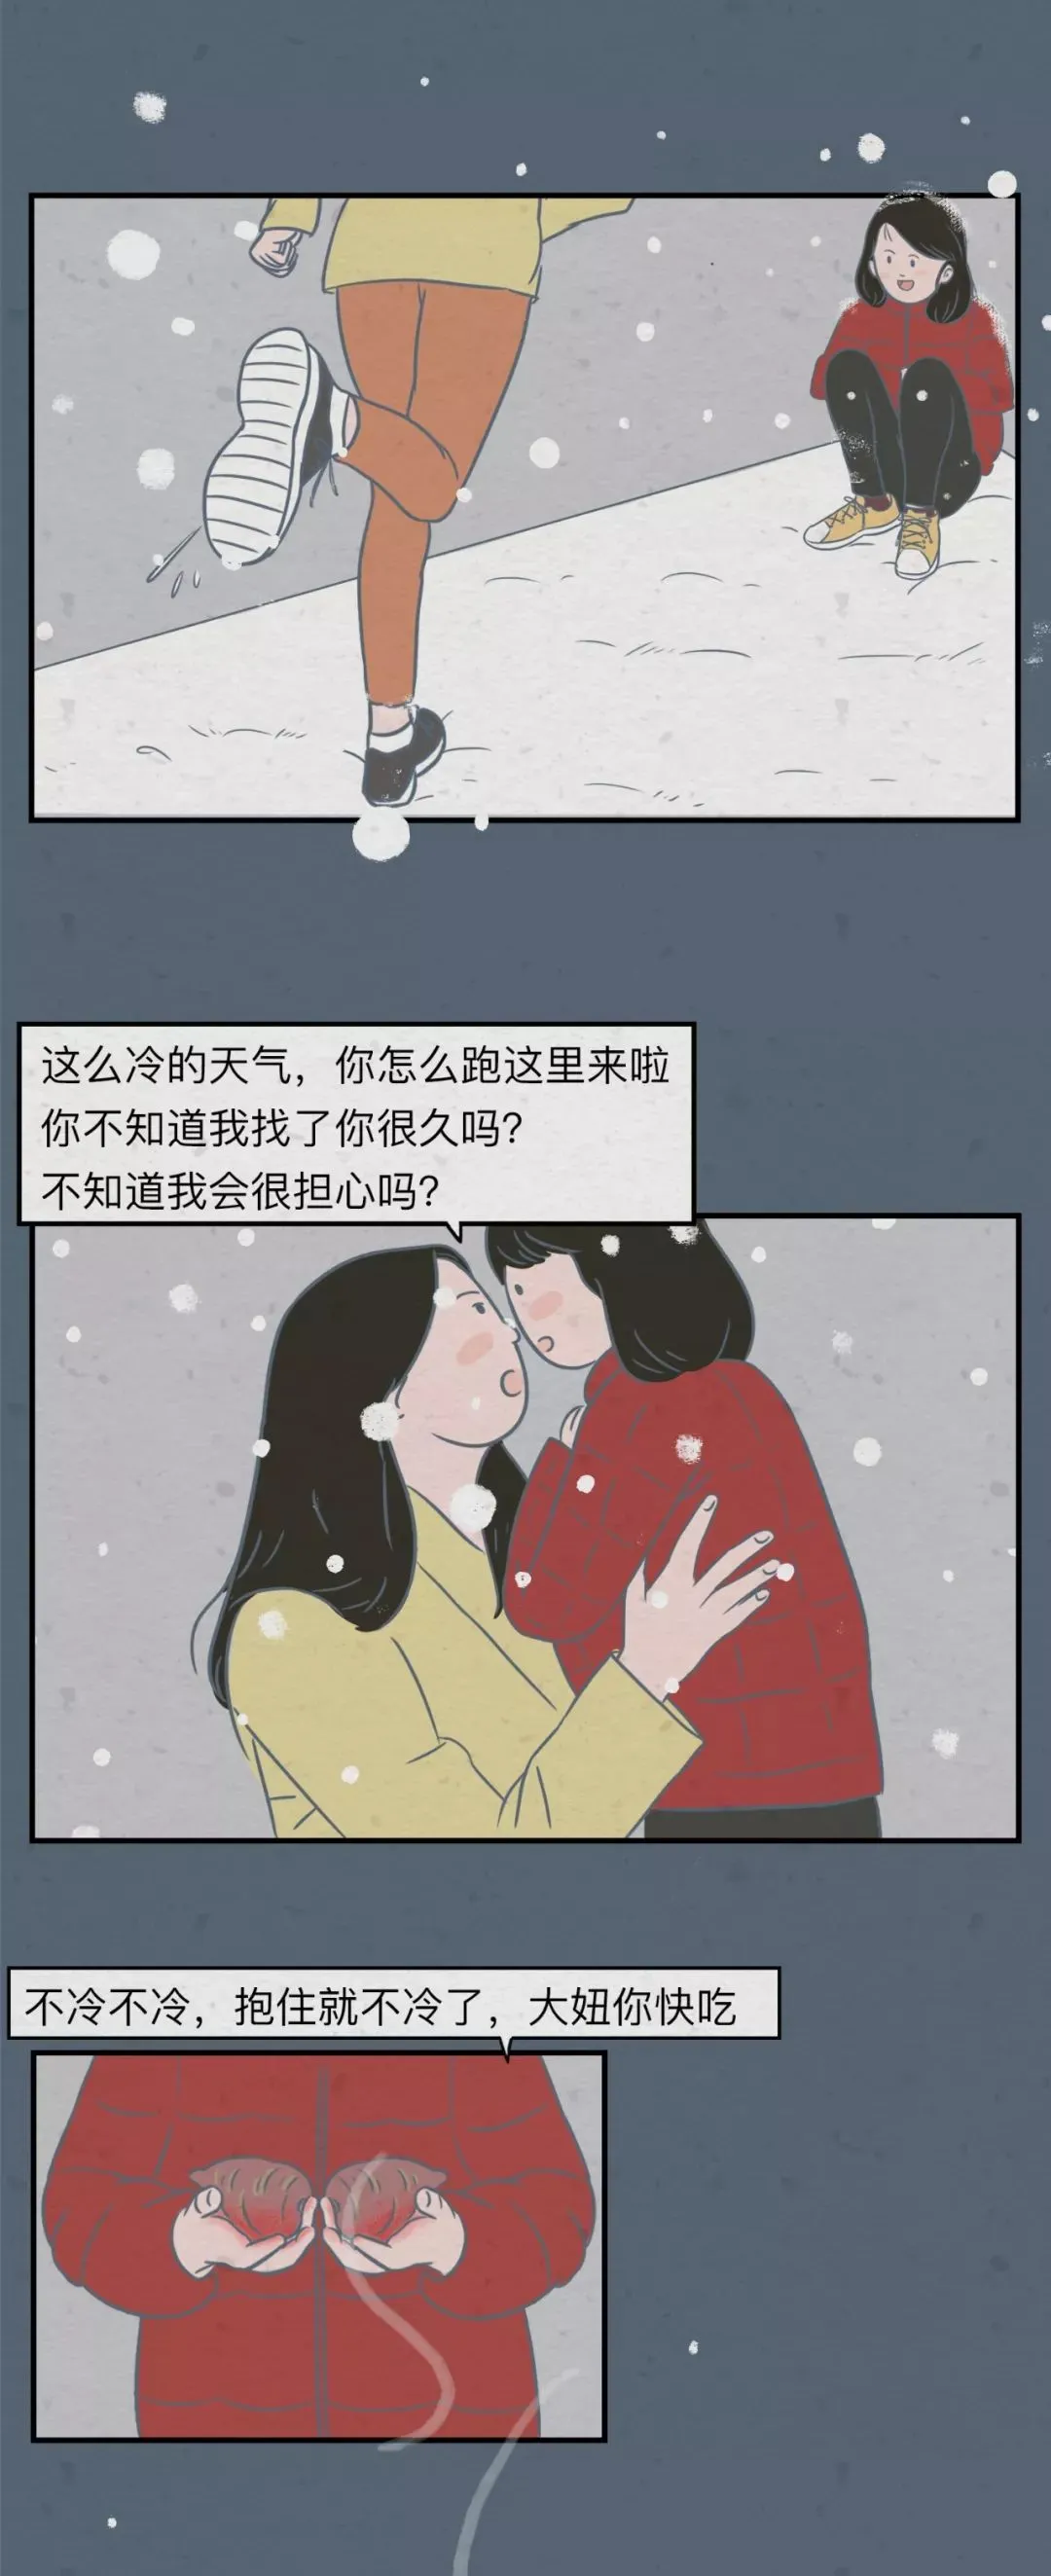 这么冷的天气，你怎么跑这里来啦
你不知道我找了你很久吗？
不知道我会很担心吗？
不冷不冷，抱住就不冷了，大妞你快吃